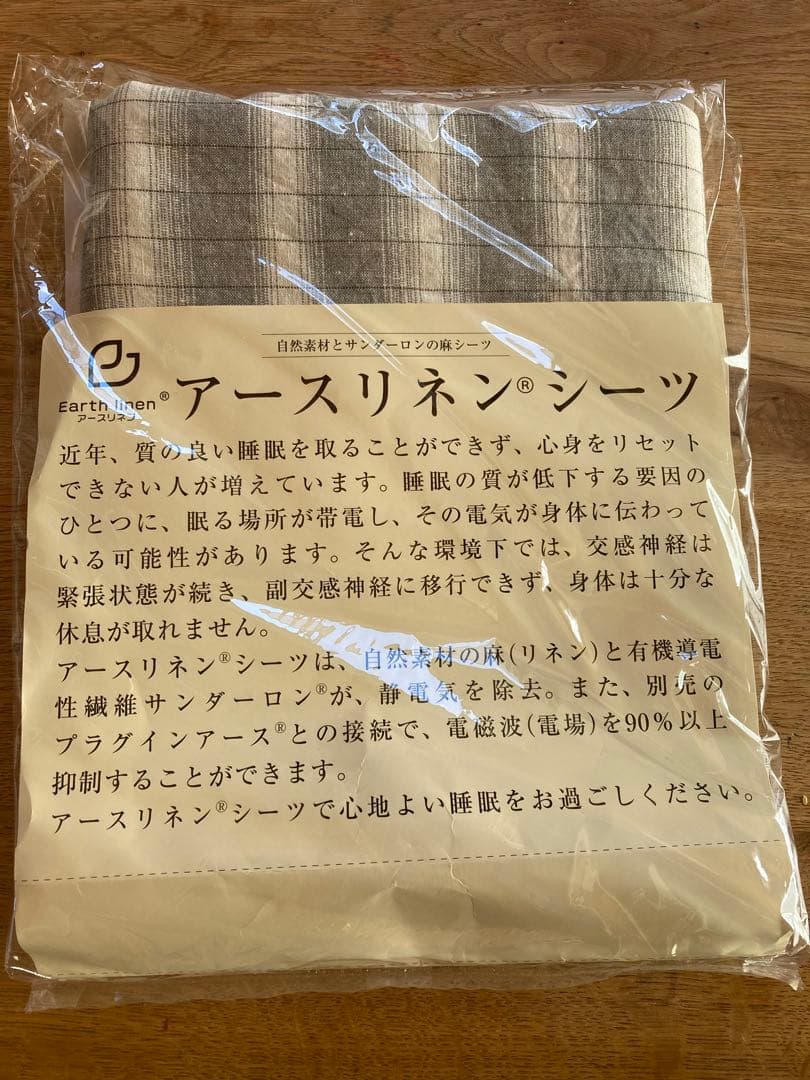 自然素材とサンダーロンの麻シーツ
Earth linen®
アースリネン
アースリネン®シーツ
近年、質の良い睡眠を取ることができず、心身をリセット
できない人が増えています。睡眠の質が低下する要因の
ひとつに、眠る場所が帯電し、その電気が身体に伝わって
いる可能性があります。そんな環境下では、交感神経は
緊張状態が続き、副交感神経に移行できず、身体は十分な
休息が取れません。
アースリネン®シーツは、自然素材の麻(リネン)と有機導電
性繊維サンダーロン®が、静電気を除去。また、別売の
プラグインアース®との接続で、電磁波(電場)を90%以上
抑制することができます。
アースリネン®シーツで心地よい睡眠をお過ごしください。